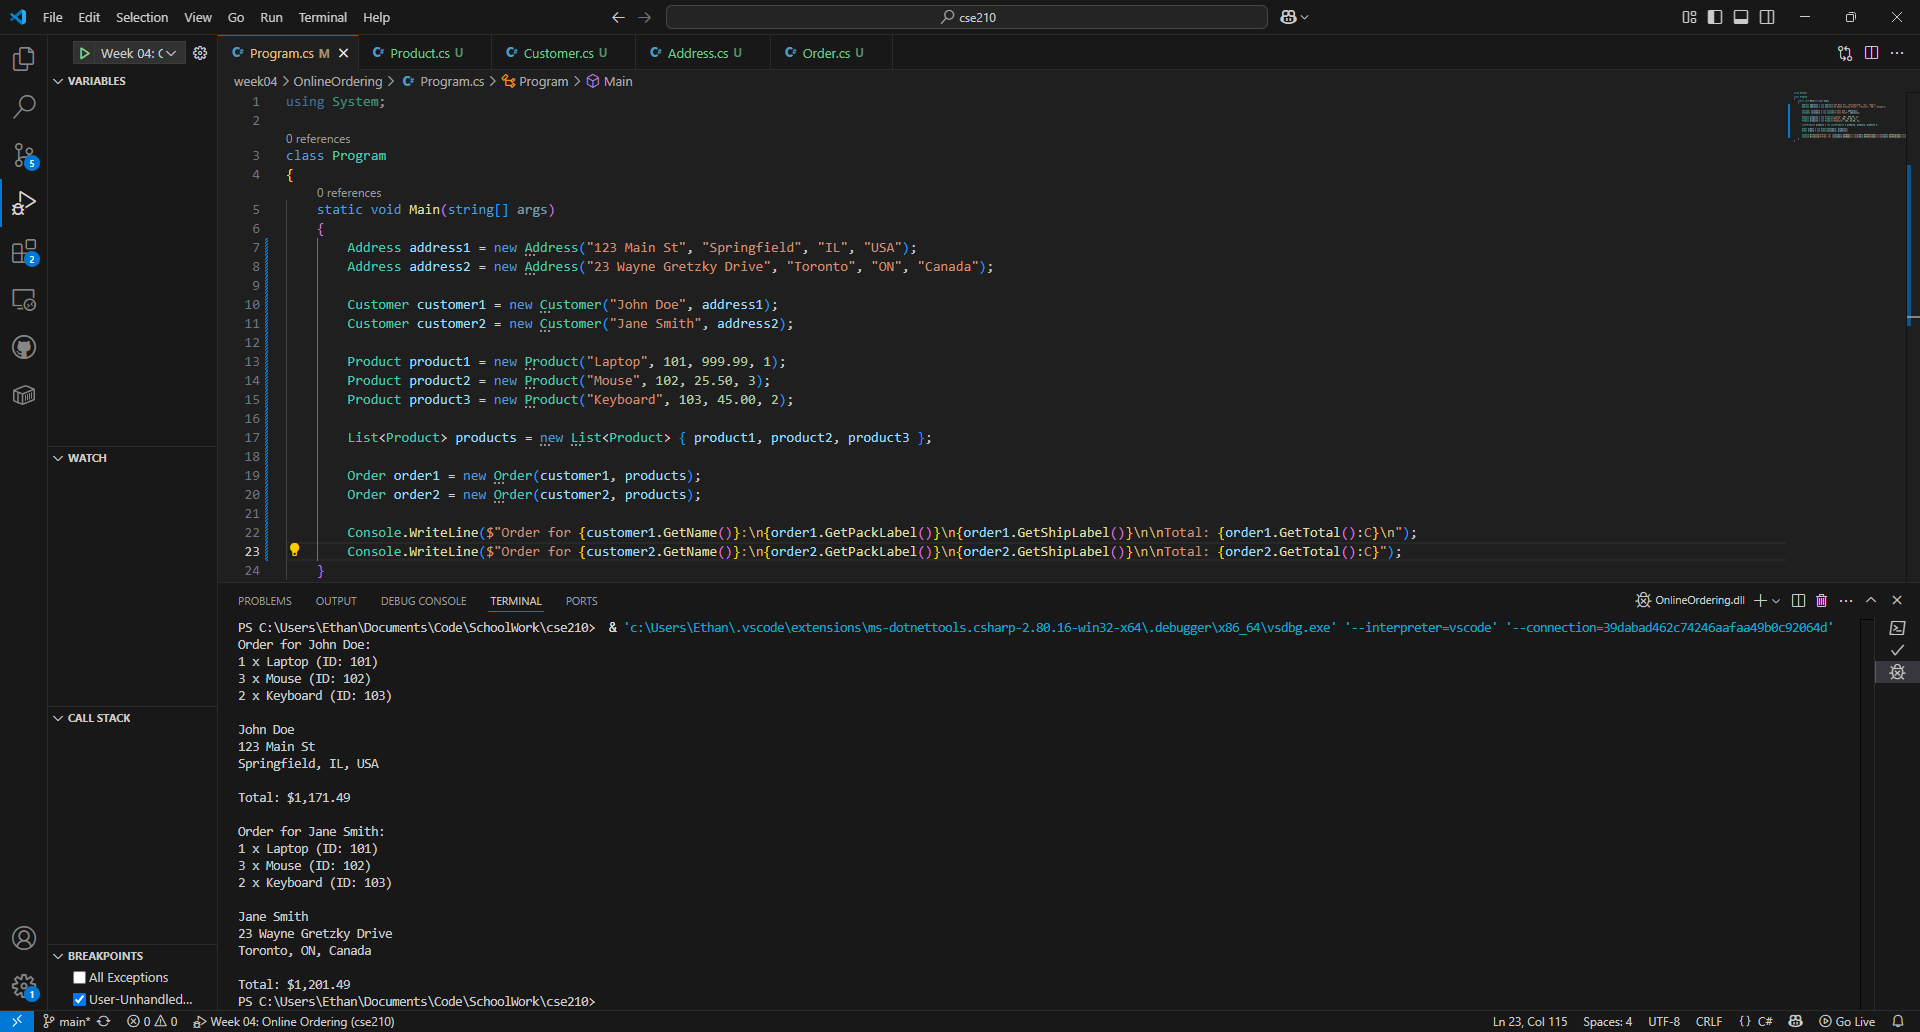 File Edit Selection View Go Run Terminal Help
cse210
Week 04: C
Program.cs M
Product.cs U
Customer.cs U
Address.cs U
Order.cs U
VARIABLES
week04 > OnlineOrdering > Program.cs > Program > Main
1 using System;
2
0 references
3 class Program
4 {
0 references
5 static void Main(string[] args)
6 {
7 Address address1 = new Address("123 Main St", "Springfield", "IL", "USA");
8 Address address2 = new Address("23 Wayne Gretzky Drive", "Toronto", "ON", "Canada");
9
10 Customer customer1 = new Customer("John Doe", address1);
11 Customer customer2 = new Customer("Jane Smith", address2);
12
13 Product product1 = new Product("Laptop", 101, 999.99, 1);
14 Product product2 = new Product("Mouse", 102, 25.50, 3);
15 Product product3 = new Product("Keyboard", 103, 45.00, 2);
16
17 List<Product> products = new List<Product> { product1, product2, product3 };
18
19 Order order1 = new Order(customer1, products);
20 Order order2 = new Order(customer2, products);
21
22 Console.WriteLine($"Order for {customer1.GetName()}:\n{order1.GetPackLabel()}\n{order1.GetShipLabel()}\n\nTotal: {order1.GetTotal():C}\n");
23 Console.WriteLine($"Order for {customer2.GetName()}:\n{order2.GetPackLabel()}\n{order2.GetShipLabel()}\n\nTotal: {order2.GetTotal():C}");
24 }
5
2
WATCH
CALL STACK
BREAKPOINTS
All Exceptions
User-Unhandled...
1
PROBLEMS OUTPUT DEBUG CONSOLE TERMINAL PORTS
OnlineOrdering.dll
PS C:\Users\Ethan\Documents\Code\SchoolWork\cse210> & 'c:\Users\Ethan\.vscode\extensions\ms-dotnettools.csharp-2.80.16-win32-x64\.debugger\x86_64\vsdbg.exe' '--interpreter=vscode' '--connection=39dabad462c74246aafaa49b0c92064d'
Order for John Doe:
1 x Laptop (ID: 101)
3 x Mouse (ID: 102)
2 x Keyboard (ID: 103)
John Doe
123 Main St
Springfield, IL, USA
Total: $1,171.49
Order for Jane Smith:
1 x Laptop (ID: 101)
3 x Mouse (ID: 102)
2 x Keyboard (ID: 103)
Jane Smith
23 Wayne Gretzky Drive
Toronto, ON, Canada
Total: $1,201.49
PS C:\Users\Ethan\Documents\Code\SchoolWork\cse210>
main* 0 0 Week 04: Online Ordering (cse210)
Ln 23, Col 115 Spaces: 4 UTF-8 CRLF {} C# Go Live